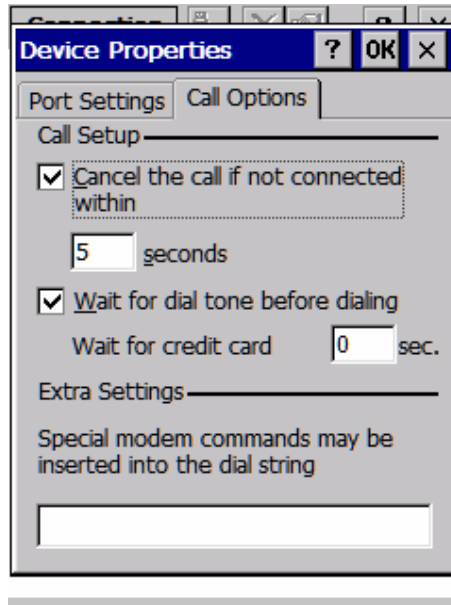 Connection
Device Properties ? OK ×
Port Settings Call Options
Call Setup
Cancel the call if not connected
within
5 seconds
Wait for dial tone before dialing
Wait for credit card 0 sec.
Extra Settings
Special modem commands may be
inserted into the dial string